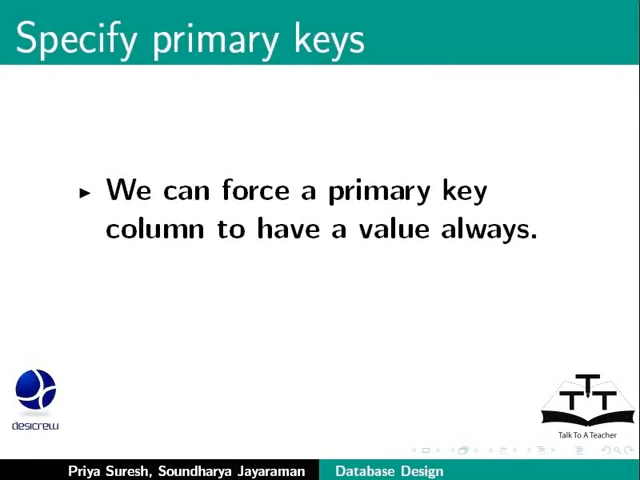 Specify primary keys
We can force a primary key
column to have a value always.
desicrew
T
T T
Talk To A Teacher
Priya Suresh, Soundharya Jayaraman Database Design